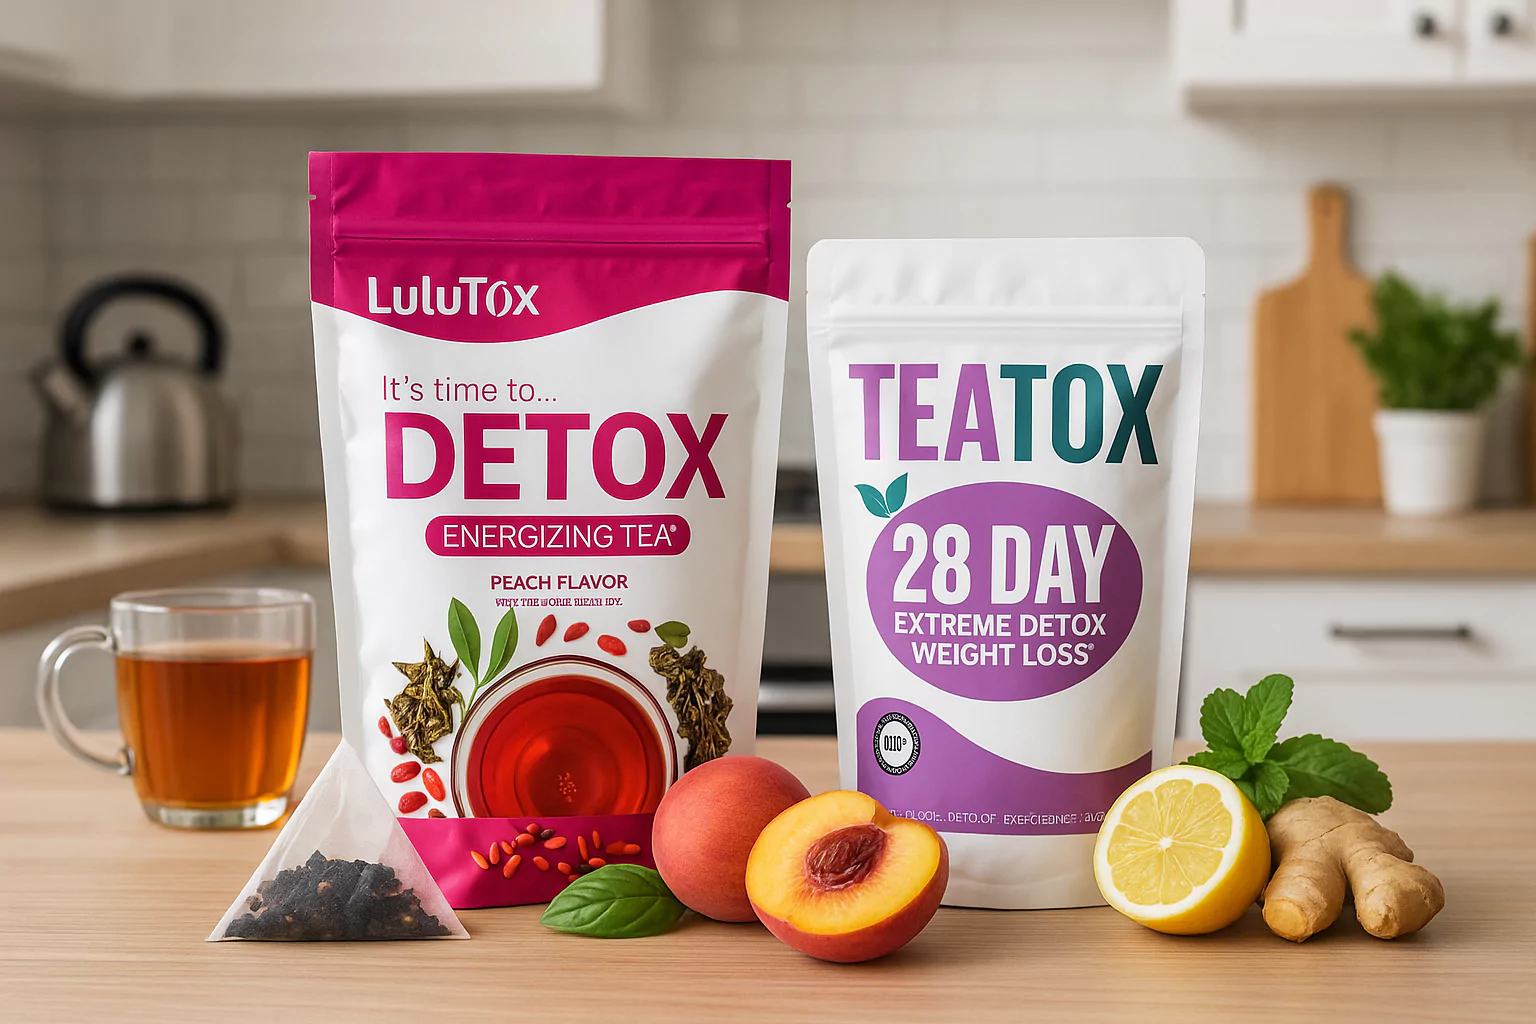 LULUTOX
It's time to...
DETOX
ENERGIZING TEA®
PEACH FLAVOR
TEATOX
28 DAY
EXTREME DETOX
WEIGHT LOSS®